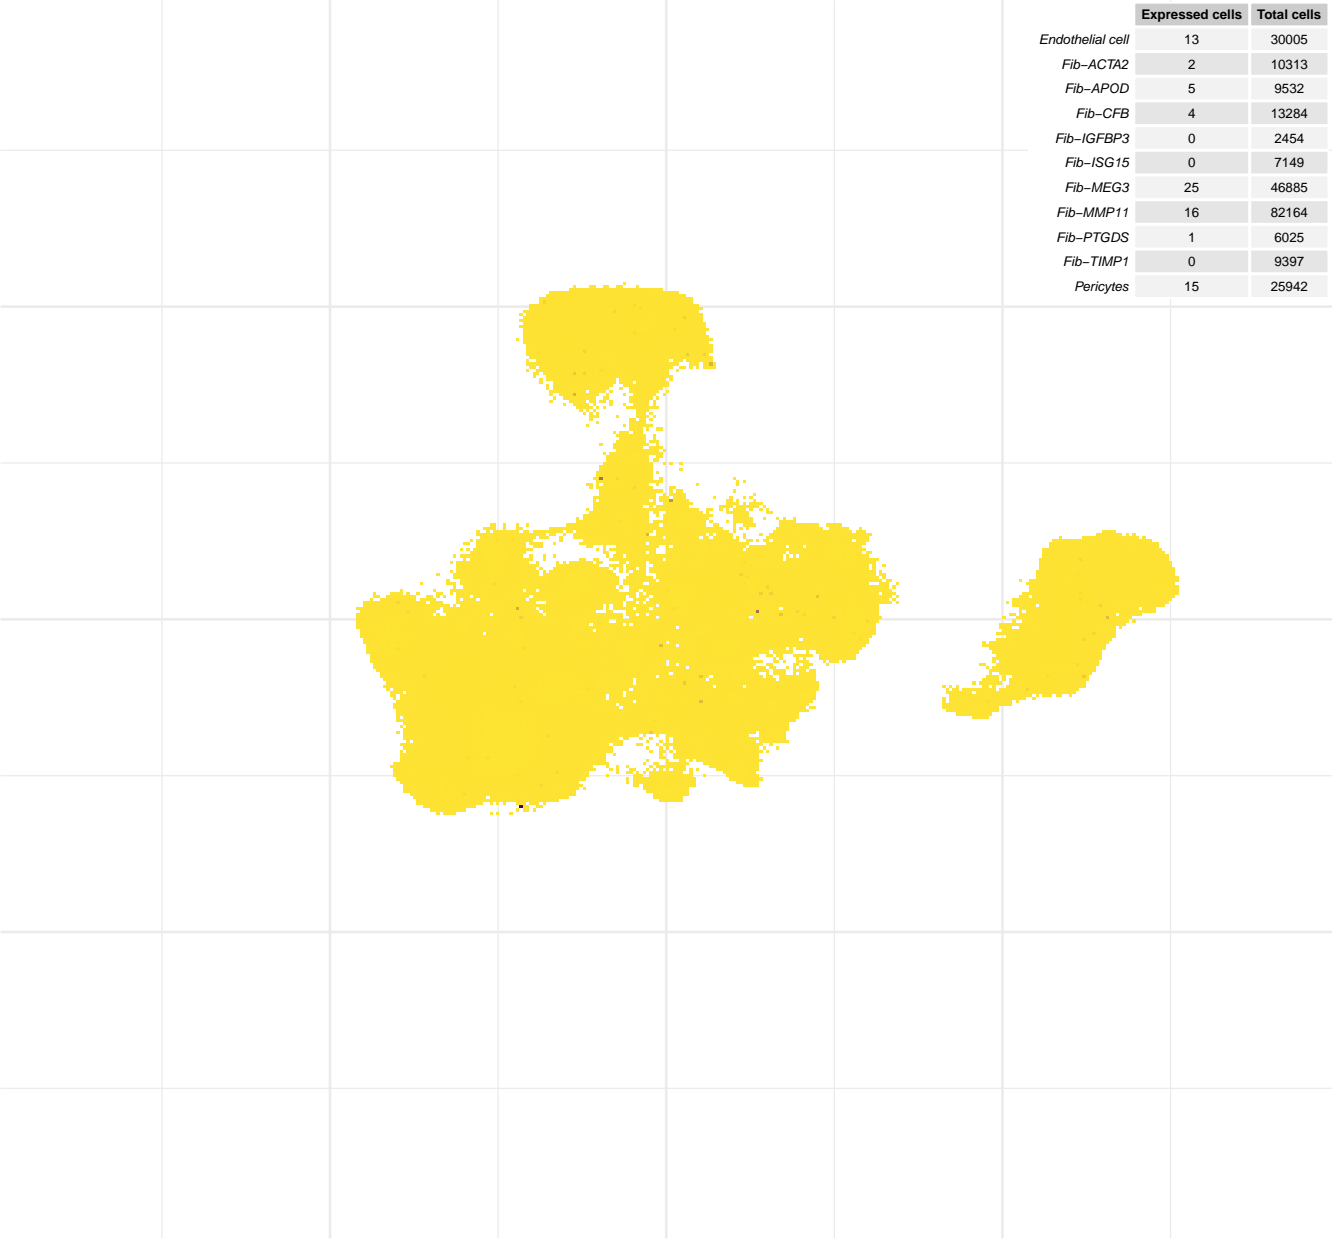 Expressed cells Total cells
Endothelial cell 13 30005
Fib−ACTA2 2 10313
Fib−APOD 5 9532
Fib−CFB 4 13284
Fib−IGFBP3 0 2454
Fib−ISG15 0 7149
Fib−MEG3 25 46885
Fib−MMP11 16 82164
Fib−PTGDS 1 6025
Fib−TIMP1 0 9397
Pericytes 15 25942